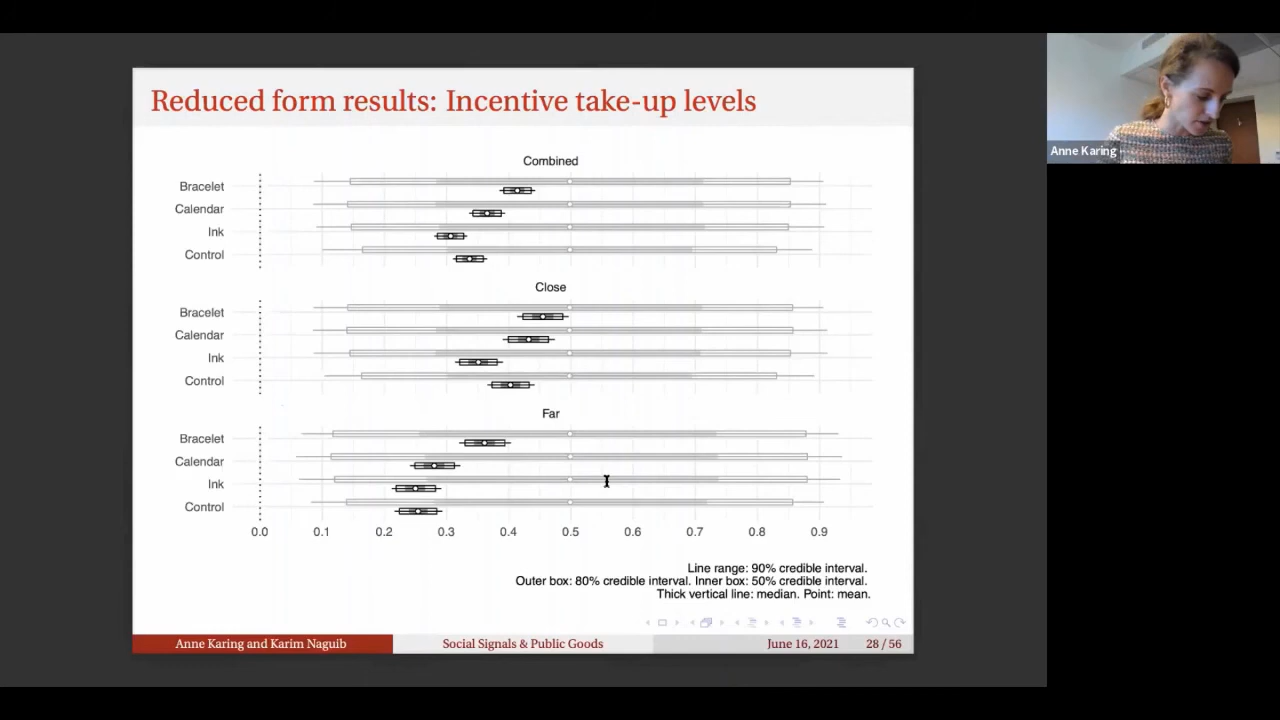 Reduced form results: Incentive take-up levels
Anne Karing
Combined
Bracelet
Calendar
Ink
Control
Close
Bracelet
Calendar
Ink
Control
Far
Bracelet
Calendar
Ink
Control
0.0 0.1 0.2 0.3 0.4 0.5 0.6 0.7 0.8 0.9
Line range: 90% credible interval.
Outer box: 80% credible interval. Inner box: 50% credible interval.
Thick vertical line: median. Point: mean.
Anne Karing and Karim Naguib Social Signals & Public Goods June 16, 2021 28 / 56